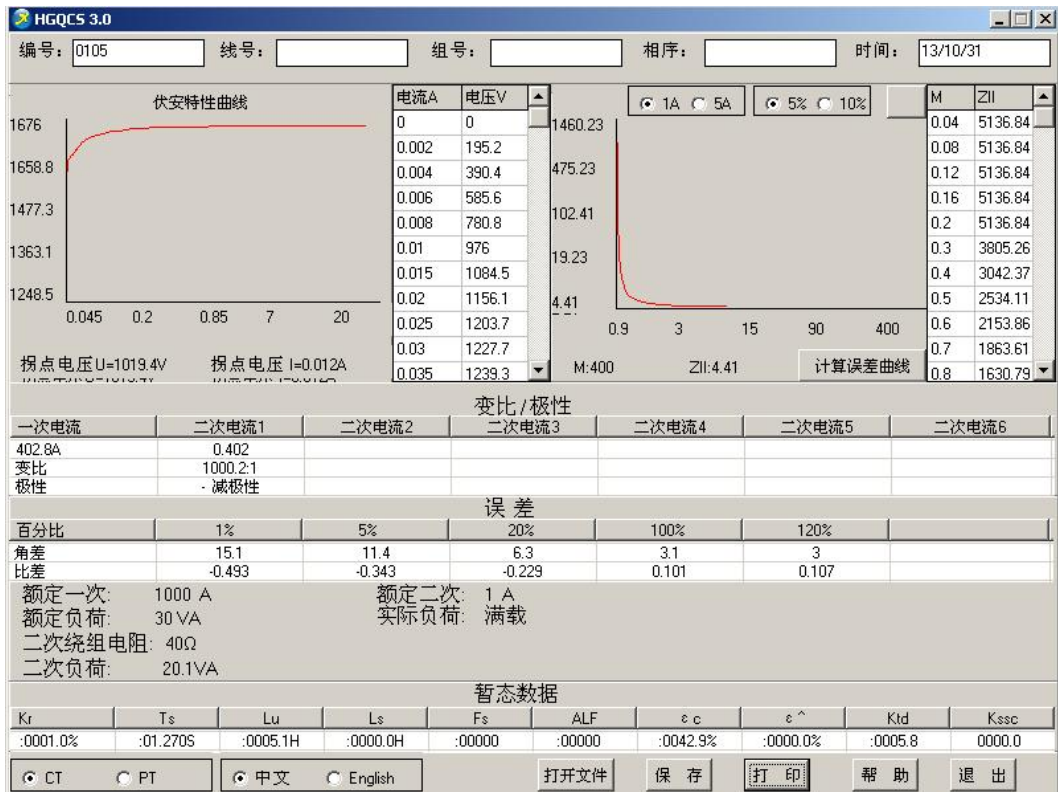 HGQCS 3.0
编号: 0105 线号: 组号: 相序: 时间: 13/10/31
伏安特性曲线
1676
1658.8
1477.3
1363.1
1248.5
0.045 0.2 0.85 7 20
拐点电压U=1019.4V 拐点电压 I=0.012A
电流A 电压V
0 0
0.002 195.2
0.004 390.4
0.006 585.6
0.008 780.8
0.01 976
0.015 1084.5
0.02 1156.1
0.025 1203.7
0.03 1227.7
0.035 1239.3
1A 5A 5% 10%
1460.23
475.23
102.41
19.23
4.41
0.9 3 15 90 400
M:400 ZII:4.41 计算误差曲线
M ZII
0.04 5136.84
0.08 5136.84
0.12 5136.84
0.16 5136.84
0.2 5136.84
0.3 3805.26
0.4 3042.37
0.5 2534.11
0.6 2153.86
0.7 1863.61
0.8 1630.79
变比/极性
一次电流 二次电流1 二次电流2 二次电流3 二次电流4 二次电流5 二次电流6
402.8A 0.402
变比 1000.2:1
极性 - 减极性
误 差
百分比 1% 5% 20% 100% 120%
角差 15.1 11.4 6.3 3.1 3
比差 -0.493 -0.343 -0.229 0.101 0.107
额定一次: 1000 A 额定二次: 1 A
额定负荷: 30 VA 实际负荷: 满载
二次绕组电阻: 40Ω
二次负荷: 20.1VA
暂态数据
Kr Ts Lu Ls Fs ALF ε c ε ^ Ktd Kssc
:0001.0% :01.270S :0005.1H :0000.0H :00000 :00000 :0042.9% :0000.0% :0005.8 0000.0
CT PT 中文 English 打开文件 保 存 打 印 帮 助 退 出